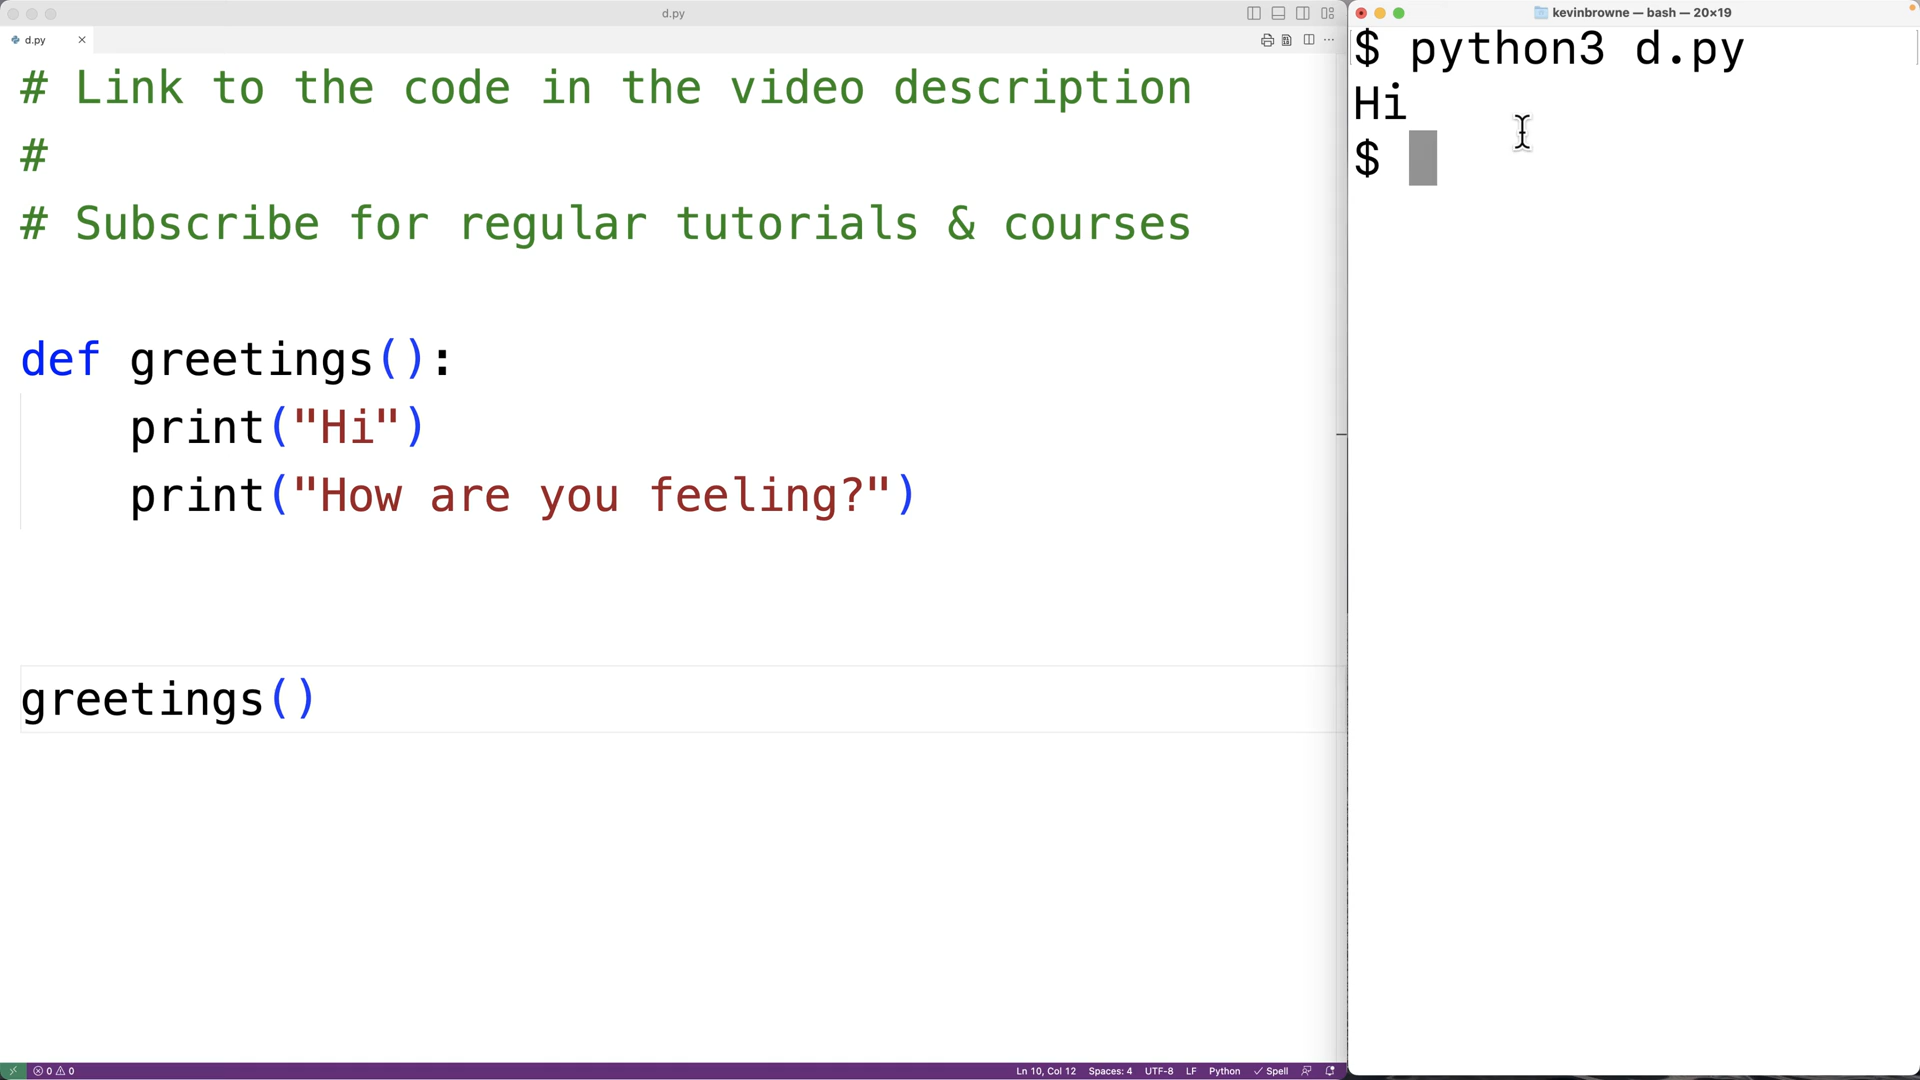 d.py
d.py
# Link to the code in the video description
#
# Subscribe for regular tutorials & courses
def greetings():
print("Hi")
print("How are you feeling?")
greetings()
0 0
Ln 10, Col 12 Spaces: 4 UTF-8 LF Python Spell
kevinbrowne — bash — 20×19
$ python3 d.py
Hi
$